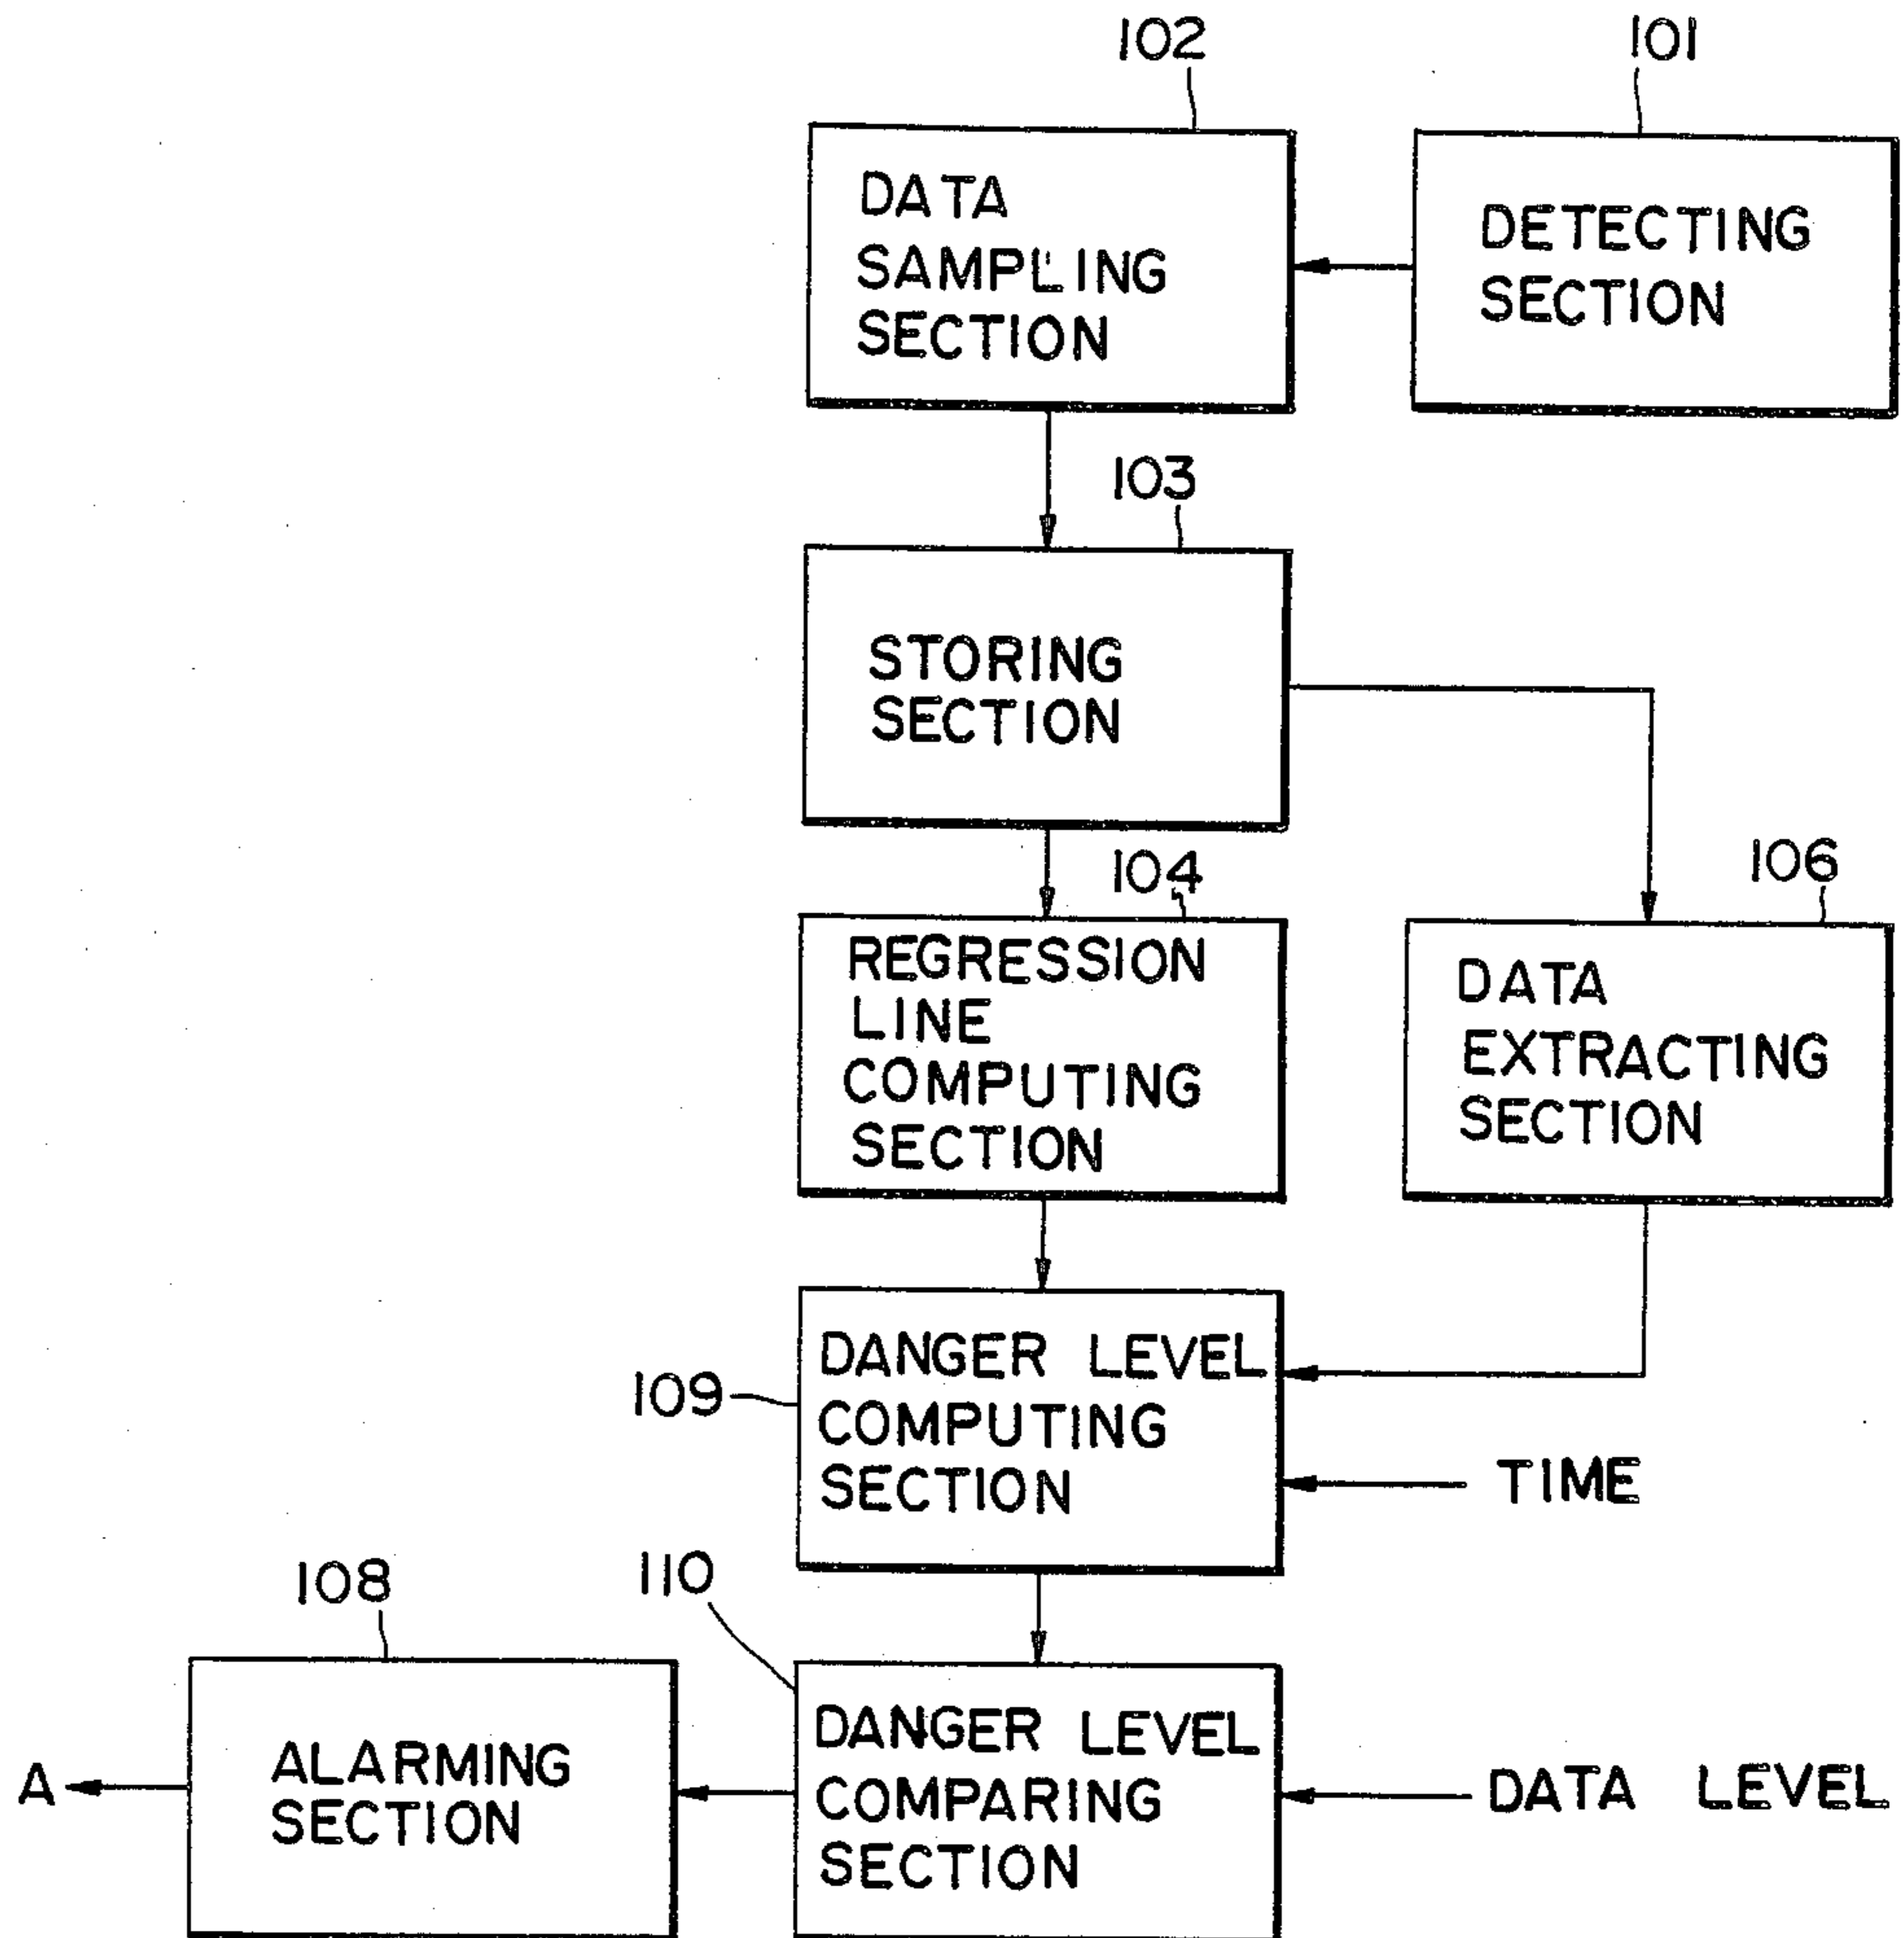 102
101
DATA
SAMPLING
SECTION
DETECTING
SECTION
103
STORING
SECTION
104
106
REGRESSION
LINE
COMPUTING
SECTION
DATA
EXTRACTING
SECTION
109
DANGER LEVEL
COMPUTING
SECTION
TIME
108
110
A
ALARMING
SECTION
DANGER LEVEL
COMPARING
SECTION
DATA LEVEL